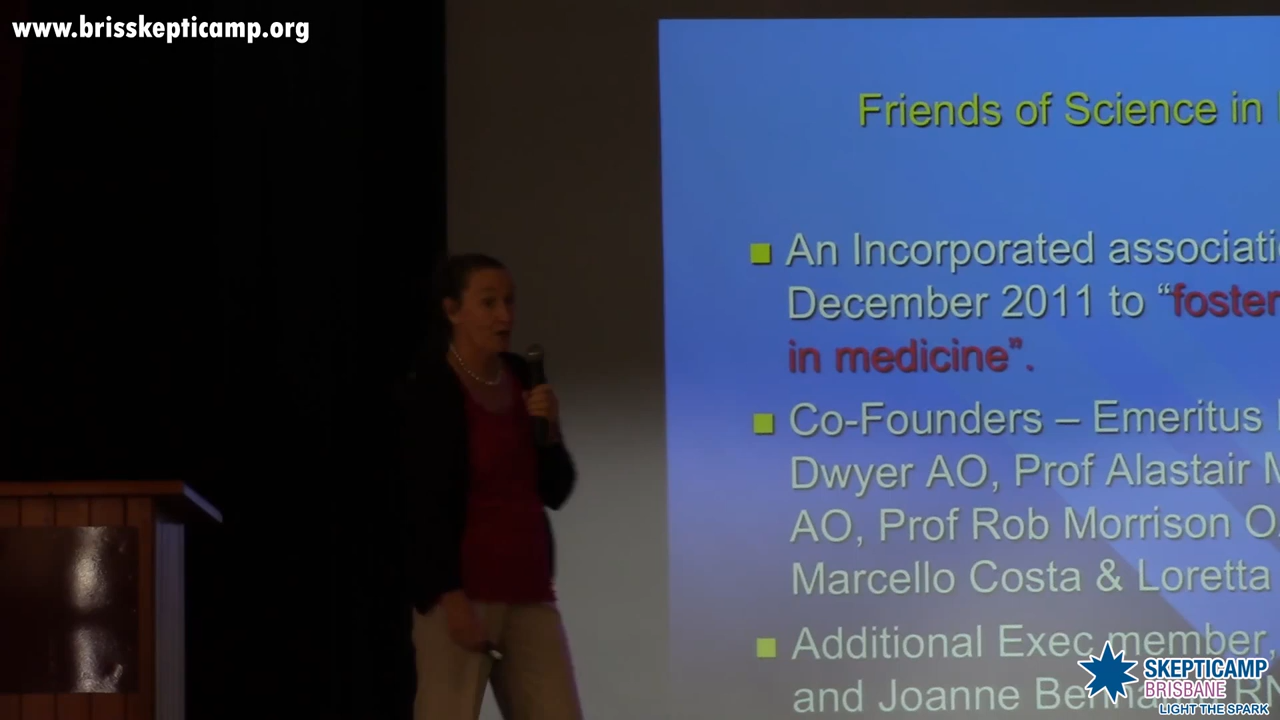 www.brisskepticamp.org
Friends of Science in
An Incorporated associati
December 2011 to “foster
in medicine”.
Co-Founders – Emeritus
Dwyer AO, Prof Alastair M
AO, Prof Rob Morrison O
Marcello Costa & Loretta
Additional Exec member,
and Joanne RN
SKEPTICAMP
BRISBANE
LIGHT THE SPARK